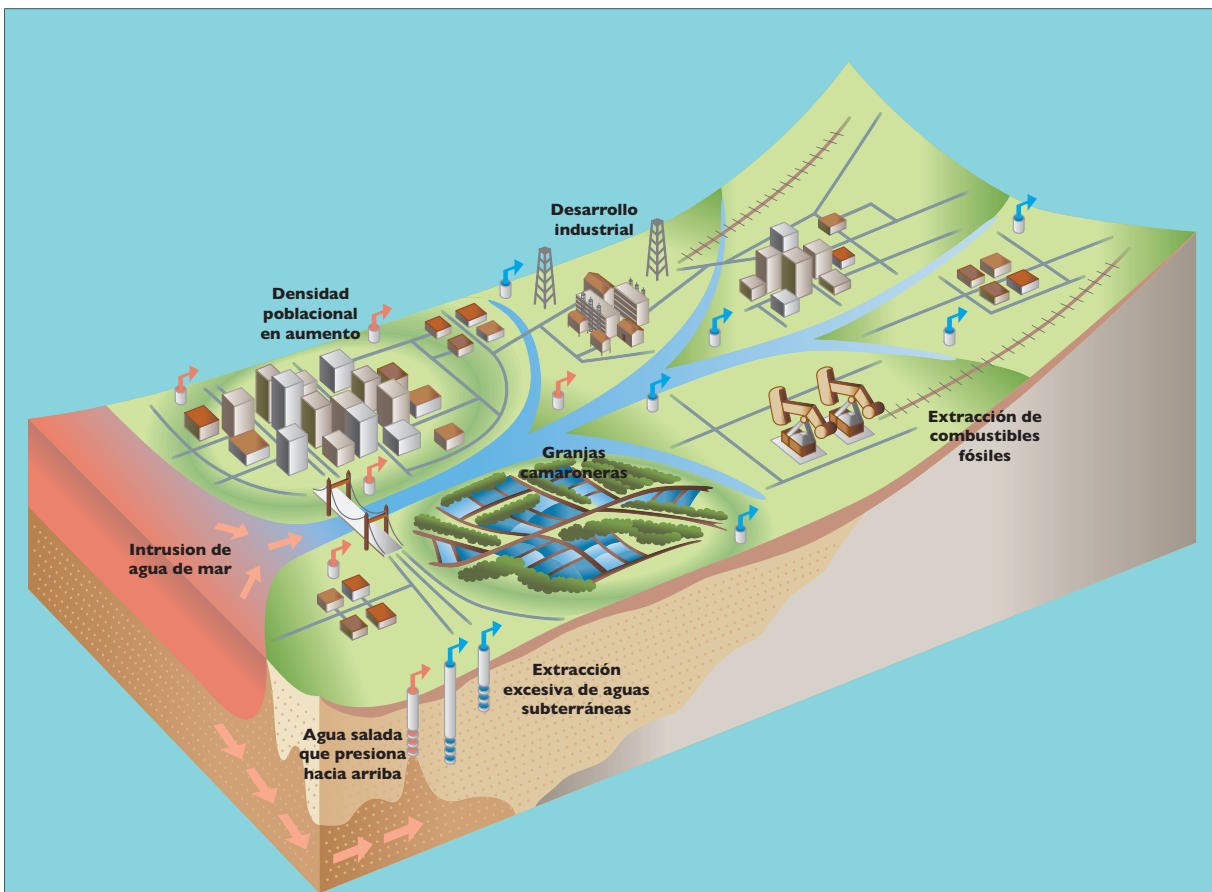 Desarrollo
industrial
Densidad
poblacional
en aumento
Extracción de
combustibles
fósiles
Granjas
camaroneras
Intrusion de
agua de mar
Extracción
excesiva de aguas
subterráneas
Agua salada
que presiona
hacia arriba